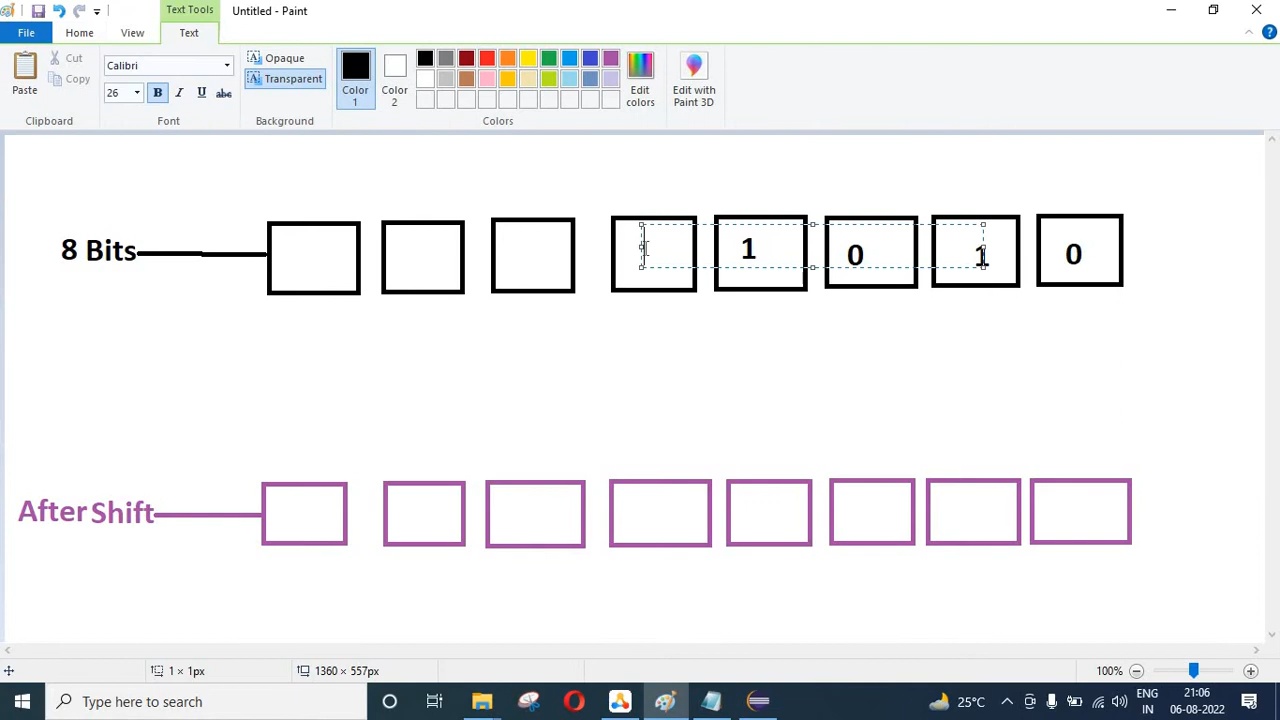 Text Tools
Untitled - Paint
File
Home
View
Text
Paste
Cut
Copy
Clipboard
Calibri
26
B I U abc
Font
Opaque
Transparent
Background
Color 1
Color 2
Edit colors
Colors
Edit with Paint 3D
8 Bits
1 0 1 0
After Shift
1 × 1px
1360 × 557px
100%
Type here to search
25°C
ENG
IN
21:06
06-08-2022